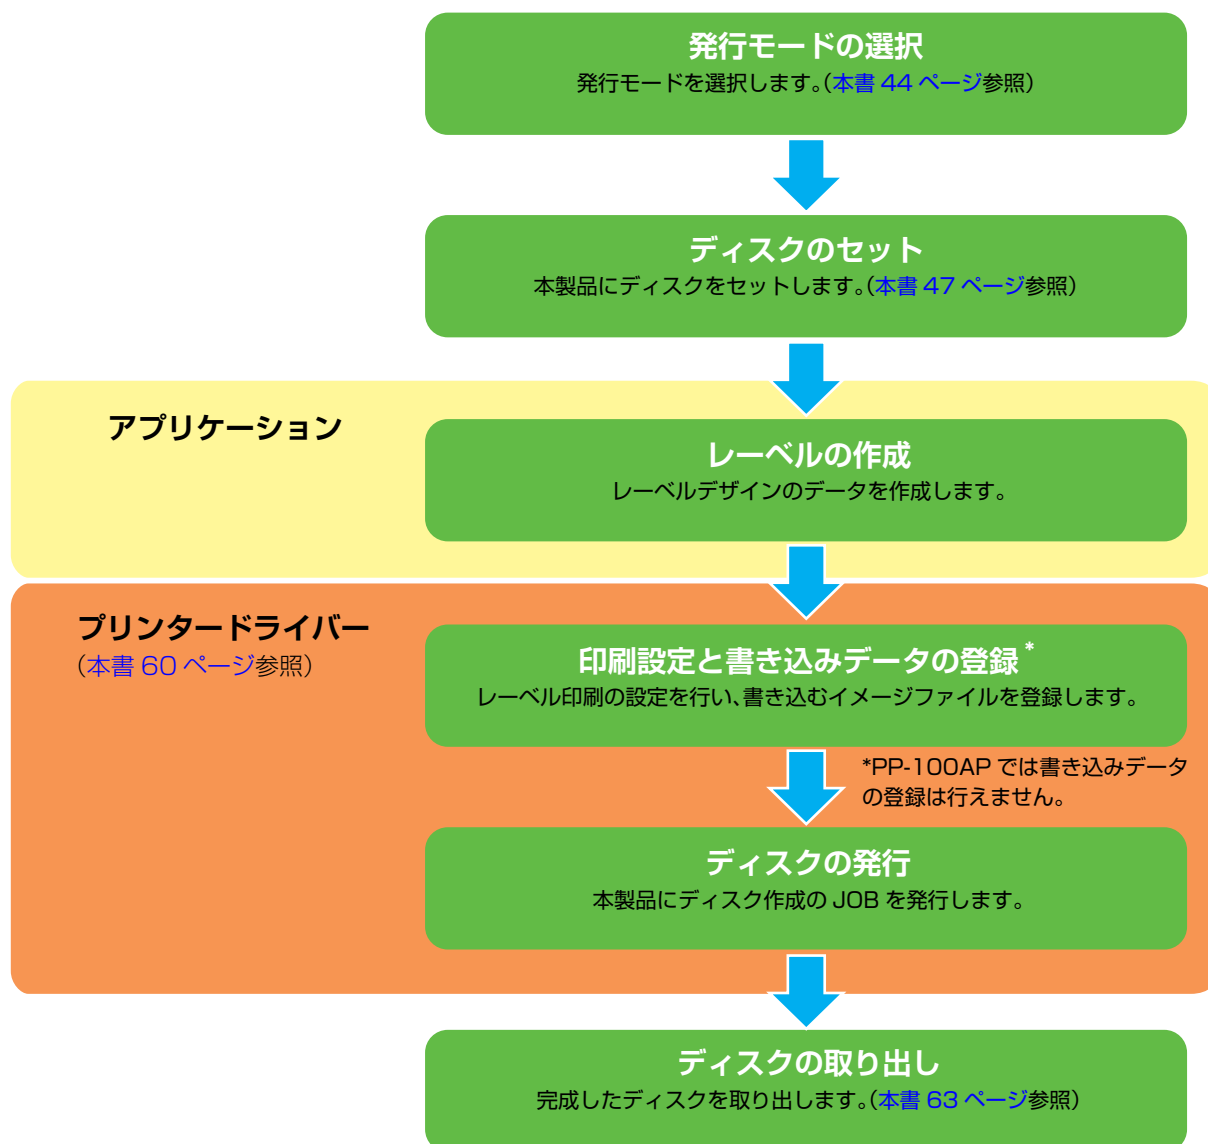 発行モードの選択
発行モードを選択します。(本書 44 ページ参照)
ディスクのセット
本製品にディスクをセットします。(本書 47 ページ参照)
アプリケーション
レーベルの作成
レーベルデザインのデータを作成します。
プリンタードライバー
(本書 60 ページ参照)
印刷設定と書き込みデータの登録*
レーベル印刷の設定を行い、書き込むイメージファイルを登録します。
*PP-100AP では書き込みデータ
の登録は行えません。
ディスクの発行
本製品にディスク作成の JOB を発行します。
ディスクの取り出し
完成したディスクを取り出します。(本書 63 ページ参照)